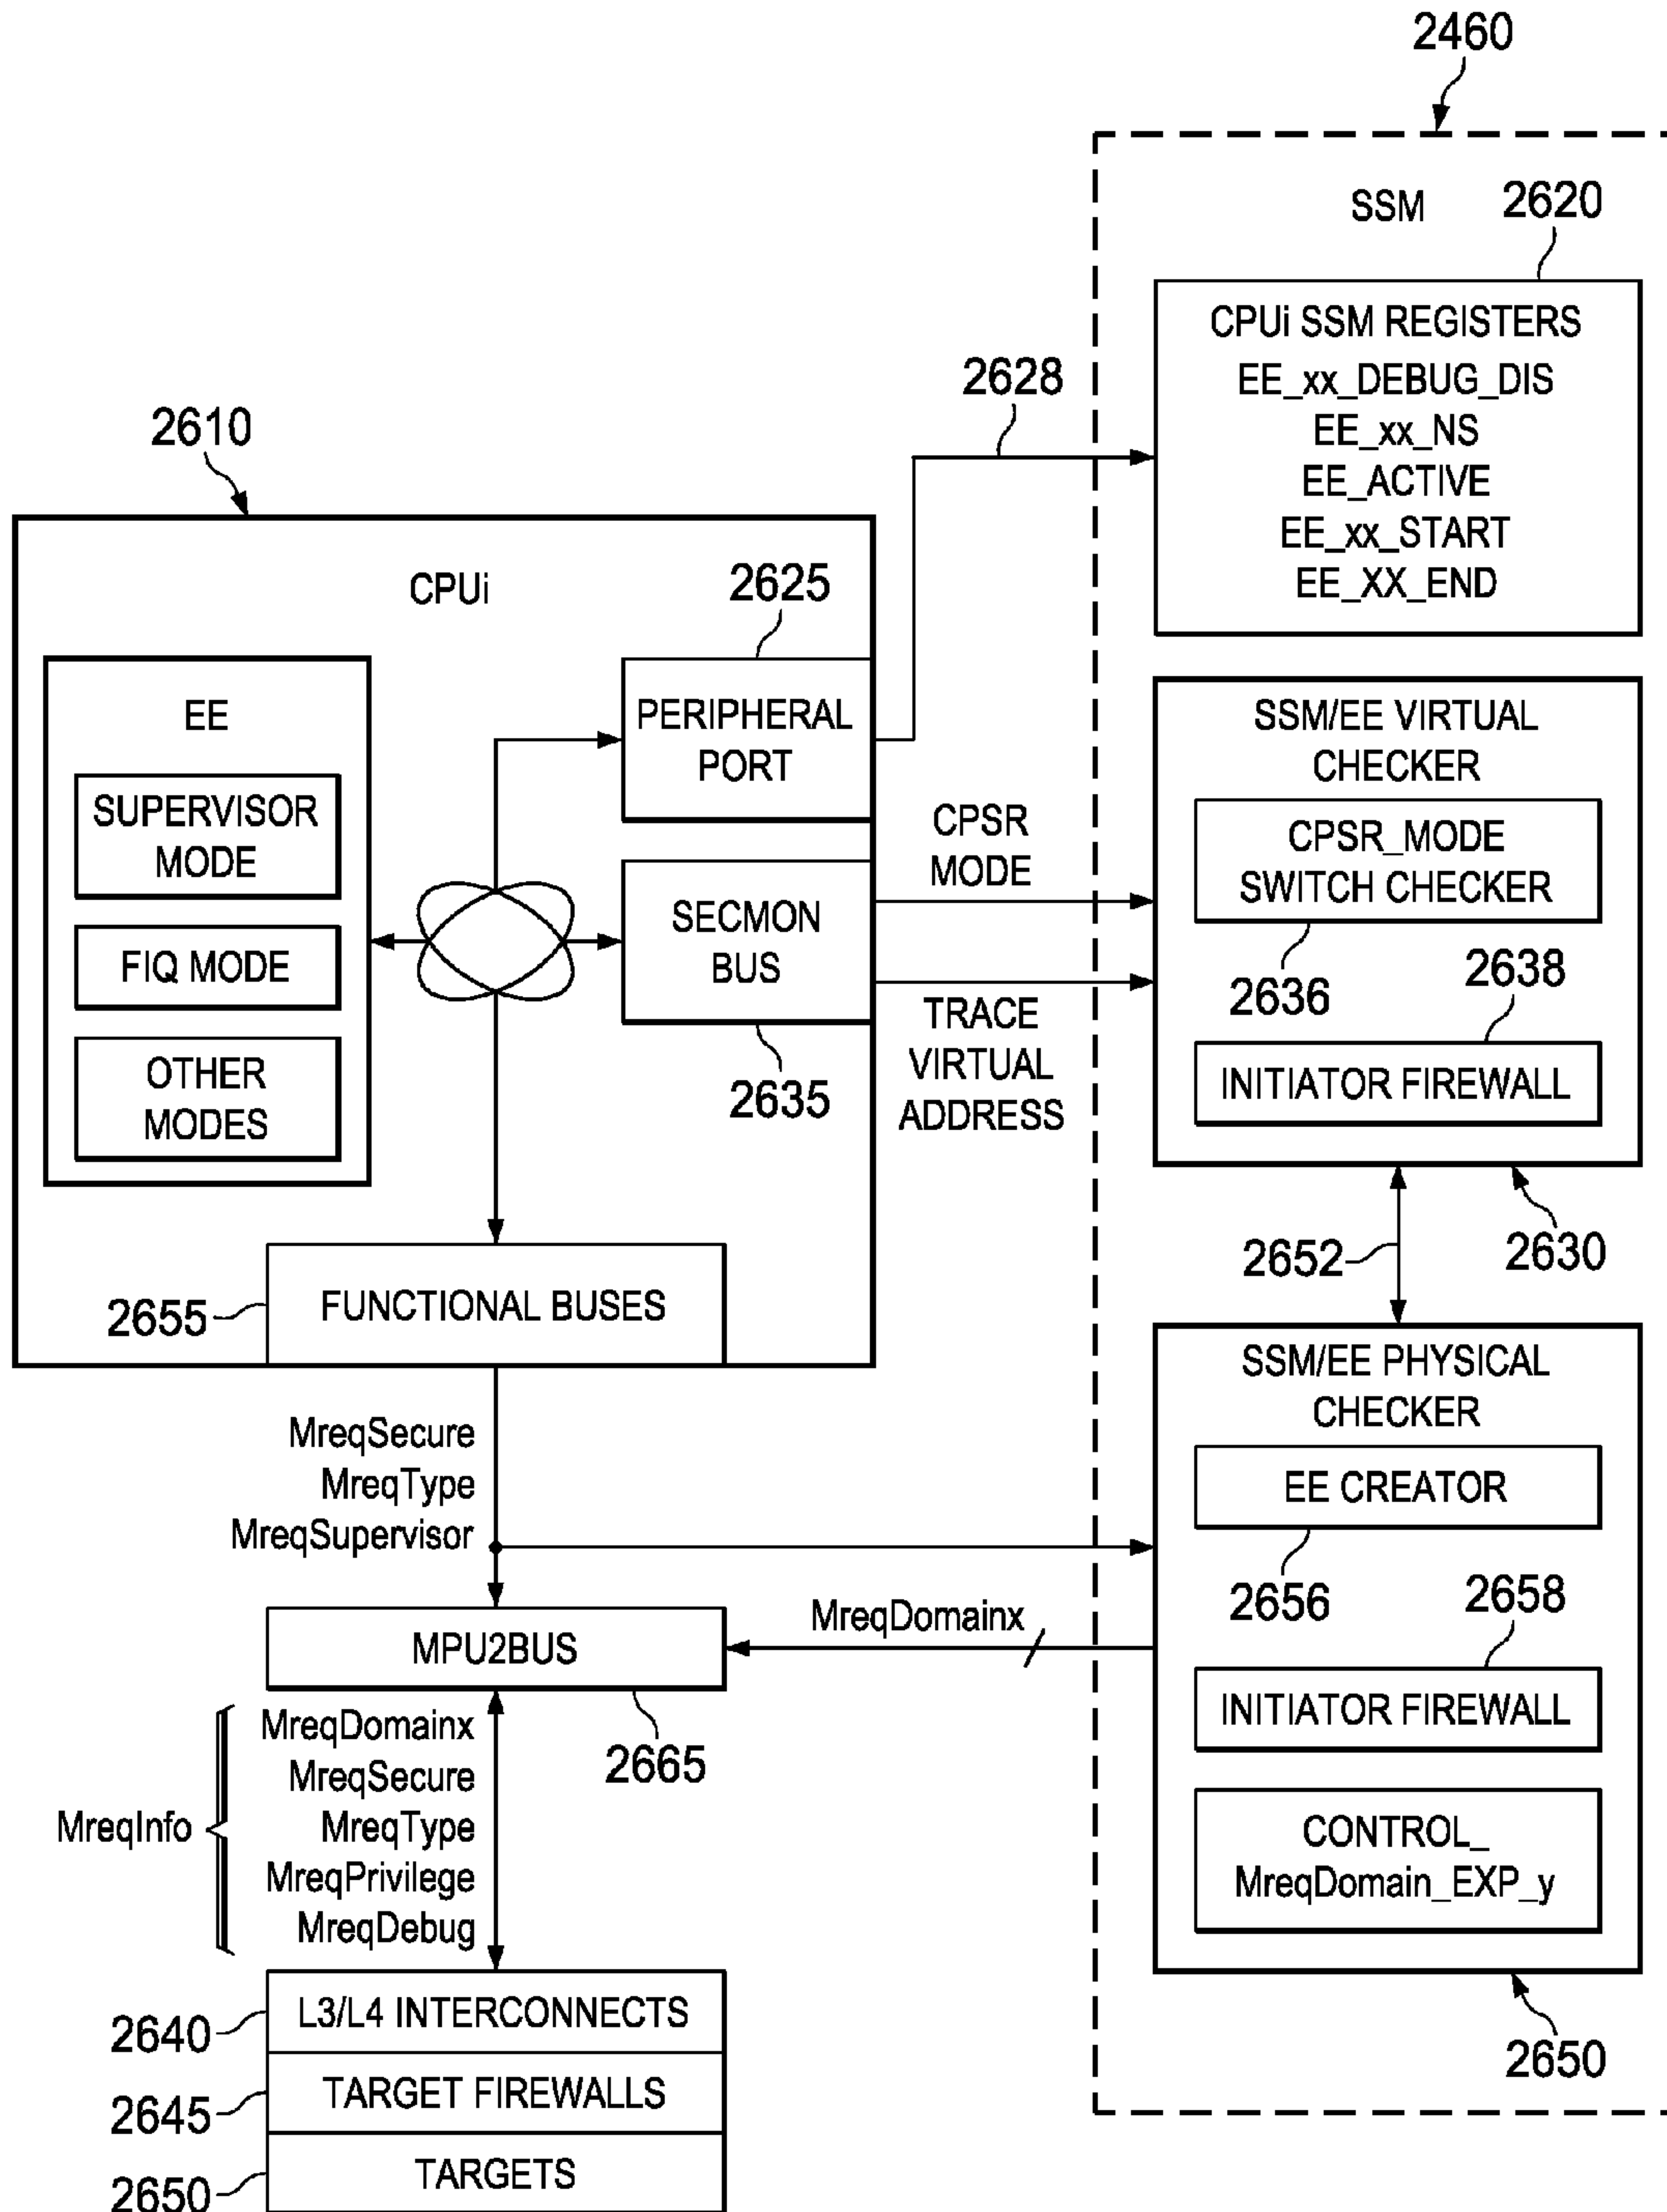 2460
SSM
2620
CPUi SSM REGISTERS
EE_xx_DEBUG_DIS
EE_xx_NS
EE_ACTIVE
EE_xx_START
EE_XX_END
2628
2610
CPUi
2625
EE
SUPERVISOR
MODE
FIQ MODE
OTHER
MODES
PERIPHERAL
PORT
SECMON
BUS
2635
CPSR
MODE
TRACE
VIRTUAL
ADDRESS
SSM/EE VIRTUAL
CHECKER
CPSR_MODE
SWITCH CHECKER
2636
2638
INITIATOR FIREWALL
2652
2630
2655
FUNCTIONAL BUSES
SSM/EE PHYSICAL
CHECKER
EE CREATOR
2656
2658
INITIATOR FIREWALL
CONTROL_
MreqDomain_EXP_y
2650
MreqSecure
MreqType
MreqSupervisor
MreqDomainx
MPU2BUS
2665
MreqInfo
MreqDomainx
MreqSecure
MreqType
MreqPrivilege
MreqDebug
2640
L3/L4 INTERCONNECTS
2645
TARGET FIREWALLS
2650
TARGETS